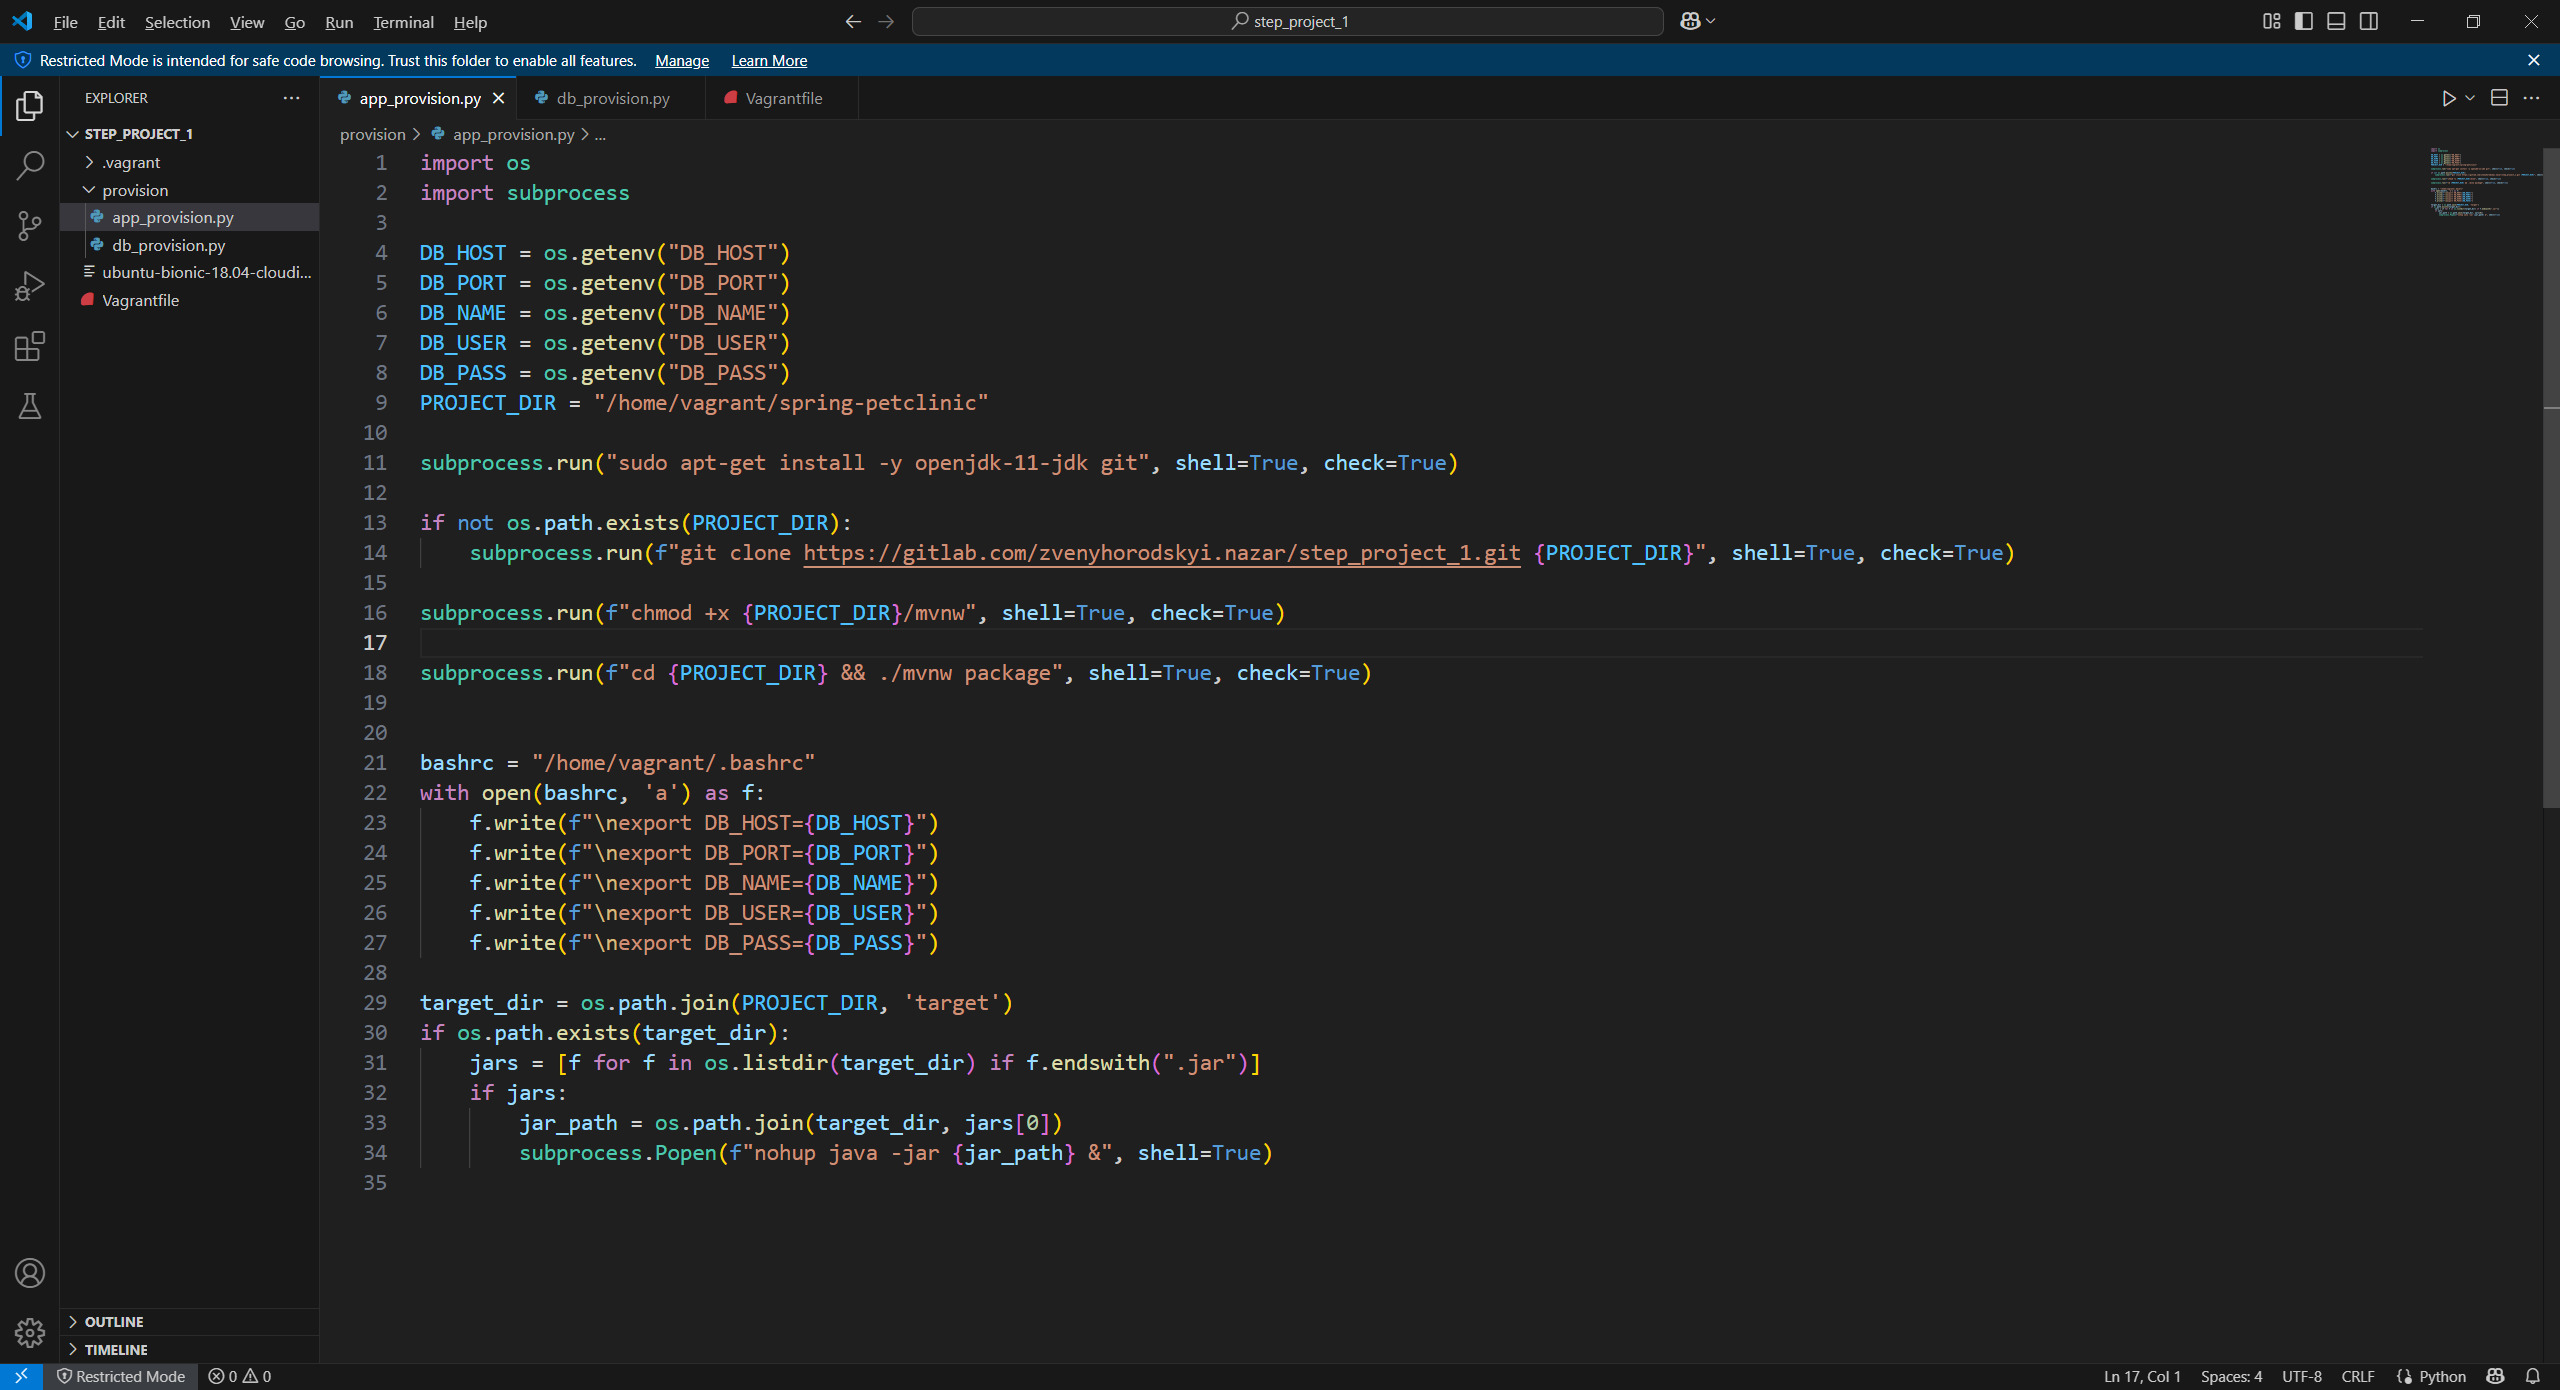 File Edit Selection View Go Run Terminal Help
step_project_1
Restricted Mode is intended for safe code browsing. Trust this folder to enable all features. Manage Learn More
EXPLORER
STEP_PROJECT_1
.vagrant
provision
app_provision.py
db_provision.py
ubuntu-bionic-18.04-cloudi...
Vagrantfile
OUTLINE
TIMELINE
app_provision.py db_provision.py Vagrantfile
provision > app_provision.py > ...
1 import os
2 import subprocess
3
4 DB_HOST = os.getenv("DB_HOST")
5 DB_PORT = os.getenv("DB_PORT")
6 DB_NAME = os.getenv("DB_NAME")
7 DB_USER = os.getenv("DB_USER")
8 DB_PASS = os.getenv("DB_PASS")
9 PROJECT_DIR = "/home/vagrant/spring-petclinic"
10
11 subprocess.run("sudo apt-get install -y openjdk-11-jdk git", shell=True, check=True)
12
13 if not os.path.exists(PROJECT_DIR):
14     subprocess.run(f"git clone https://gitlab.com/zvenyhorodskyi.nazar/step_project_1.git {PROJECT_DIR}", shell=True, check=True)
15
16 subprocess.run(f"chmod +x {PROJECT_DIR}/mvnw", shell=True, check=True)
17
18 subprocess.run(f"cd {PROJECT_DIR} && ./mvnw package", shell=True, check=True)
19
20
21 bashrc = "/home/vagrant/.bashrc"
22 with open(bashrc, 'a') as f:
23     f.write(f"\nexport DB_HOST={DB_HOST}")
24     f.write(f"\nexport DB_PORT={DB_PORT}")
25     f.write(f"\nexport DB_NAME={DB_NAME}")
26     f.write(f"\nexport DB_USER={DB_USER}")
27     f.write(f"\nexport DB_PASS={DB_PASS}")
28
29 target_dir = os.path.join(PROJECT_DIR, 'target')
30 if os.path.exists(target_dir):
31     jars = [f for f in os.listdir(target_dir) if f.endswith(".jar")]
32     if jars:
33         jar_path = os.path.join(target_dir, jars[0])
34         subprocess.Popen(f"nohup java -jar {jar_path} &", shell=True)
35
Restricted Mode 0 0 Ln 17, Col 1 Spaces: 4 UTF-8 CRLF Python